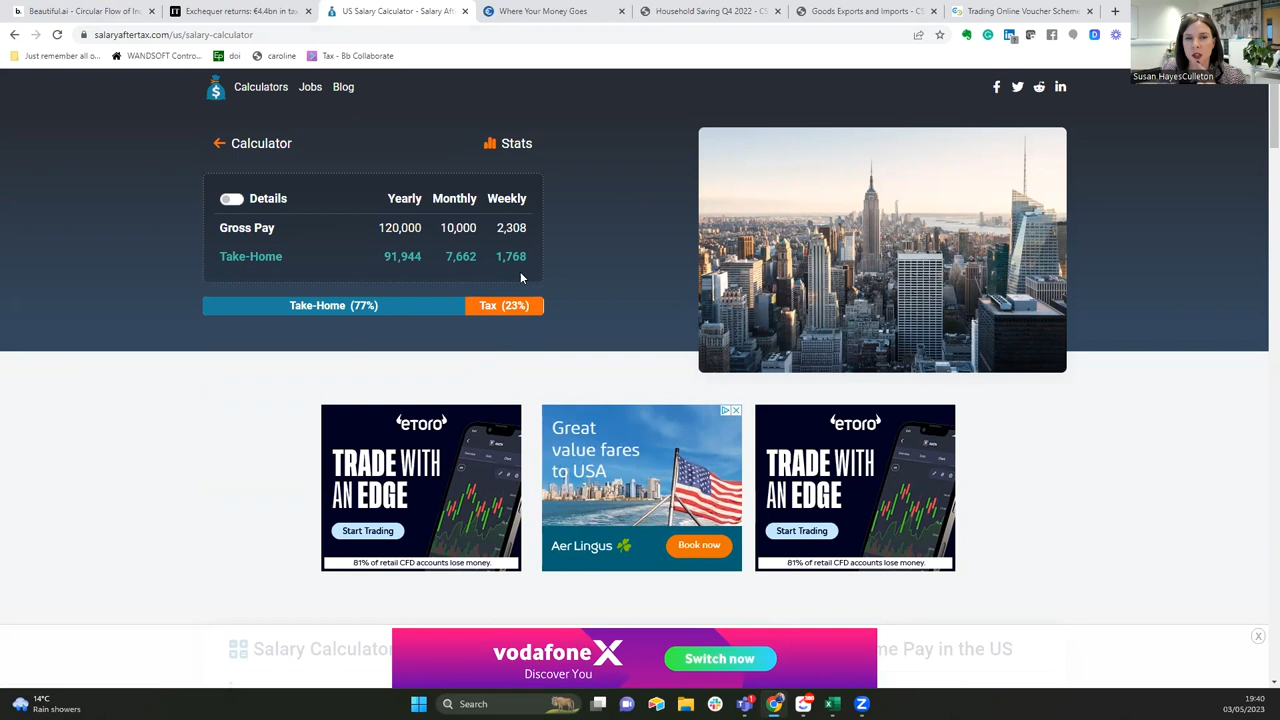 b. Beautiful.ai - Circular Flow of In
IT Exchequer returns: €4.4bn in tax
US Salary Calculator - Salary Aft
Where Your Money Goes
Household Saving Q4 2022 - CS
Goods Exports and Imports - CS
Trading Online Voucher Scheme
salaryaftertax.com/us/salary-calculator
Just remember all o...
WANDSOFT Contro...
Ep doi
caroline
Tax - Bb Collaborate
Susan HayesCulleton
Calculators Jobs Blog
Calculator
Stats
Details Yearly Monthly Weekly
Gross Pay 120,000 10,000 2,308
Take-Home 91,944 7,662 1,768
Take-Home (77%) Tax (23%)
eToro
TRADE WITH
AN EDGE
Start Trading
81% of retail CFD accounts lose money.
Great
value fares
to USA
Aer Lingus
Book now
eToro
TRADE WITH
AN EDGE
Start Trading
81% of retail CFD accounts lose money.
Salary Calculator
me Pay in the US
vodafone X
Discover You
Switch now
X
14°C
Rain showers
Search
19:40
03/05/2023